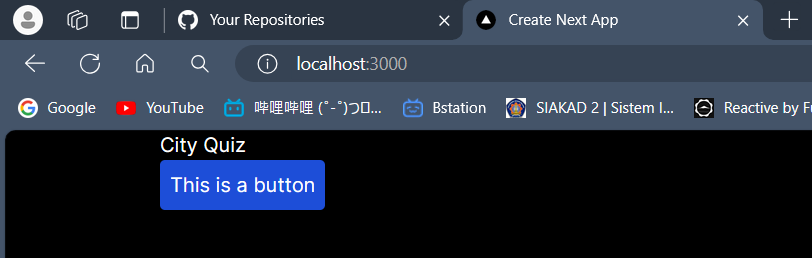 Your Repositories
Create Next App
localhost:3000
Google
YouTube
哔哩哔哩 (゜-゜)つロ...
Bstation
SIAKAD 2 | Sistem I...
Reactive by F
City Quiz
This is a button